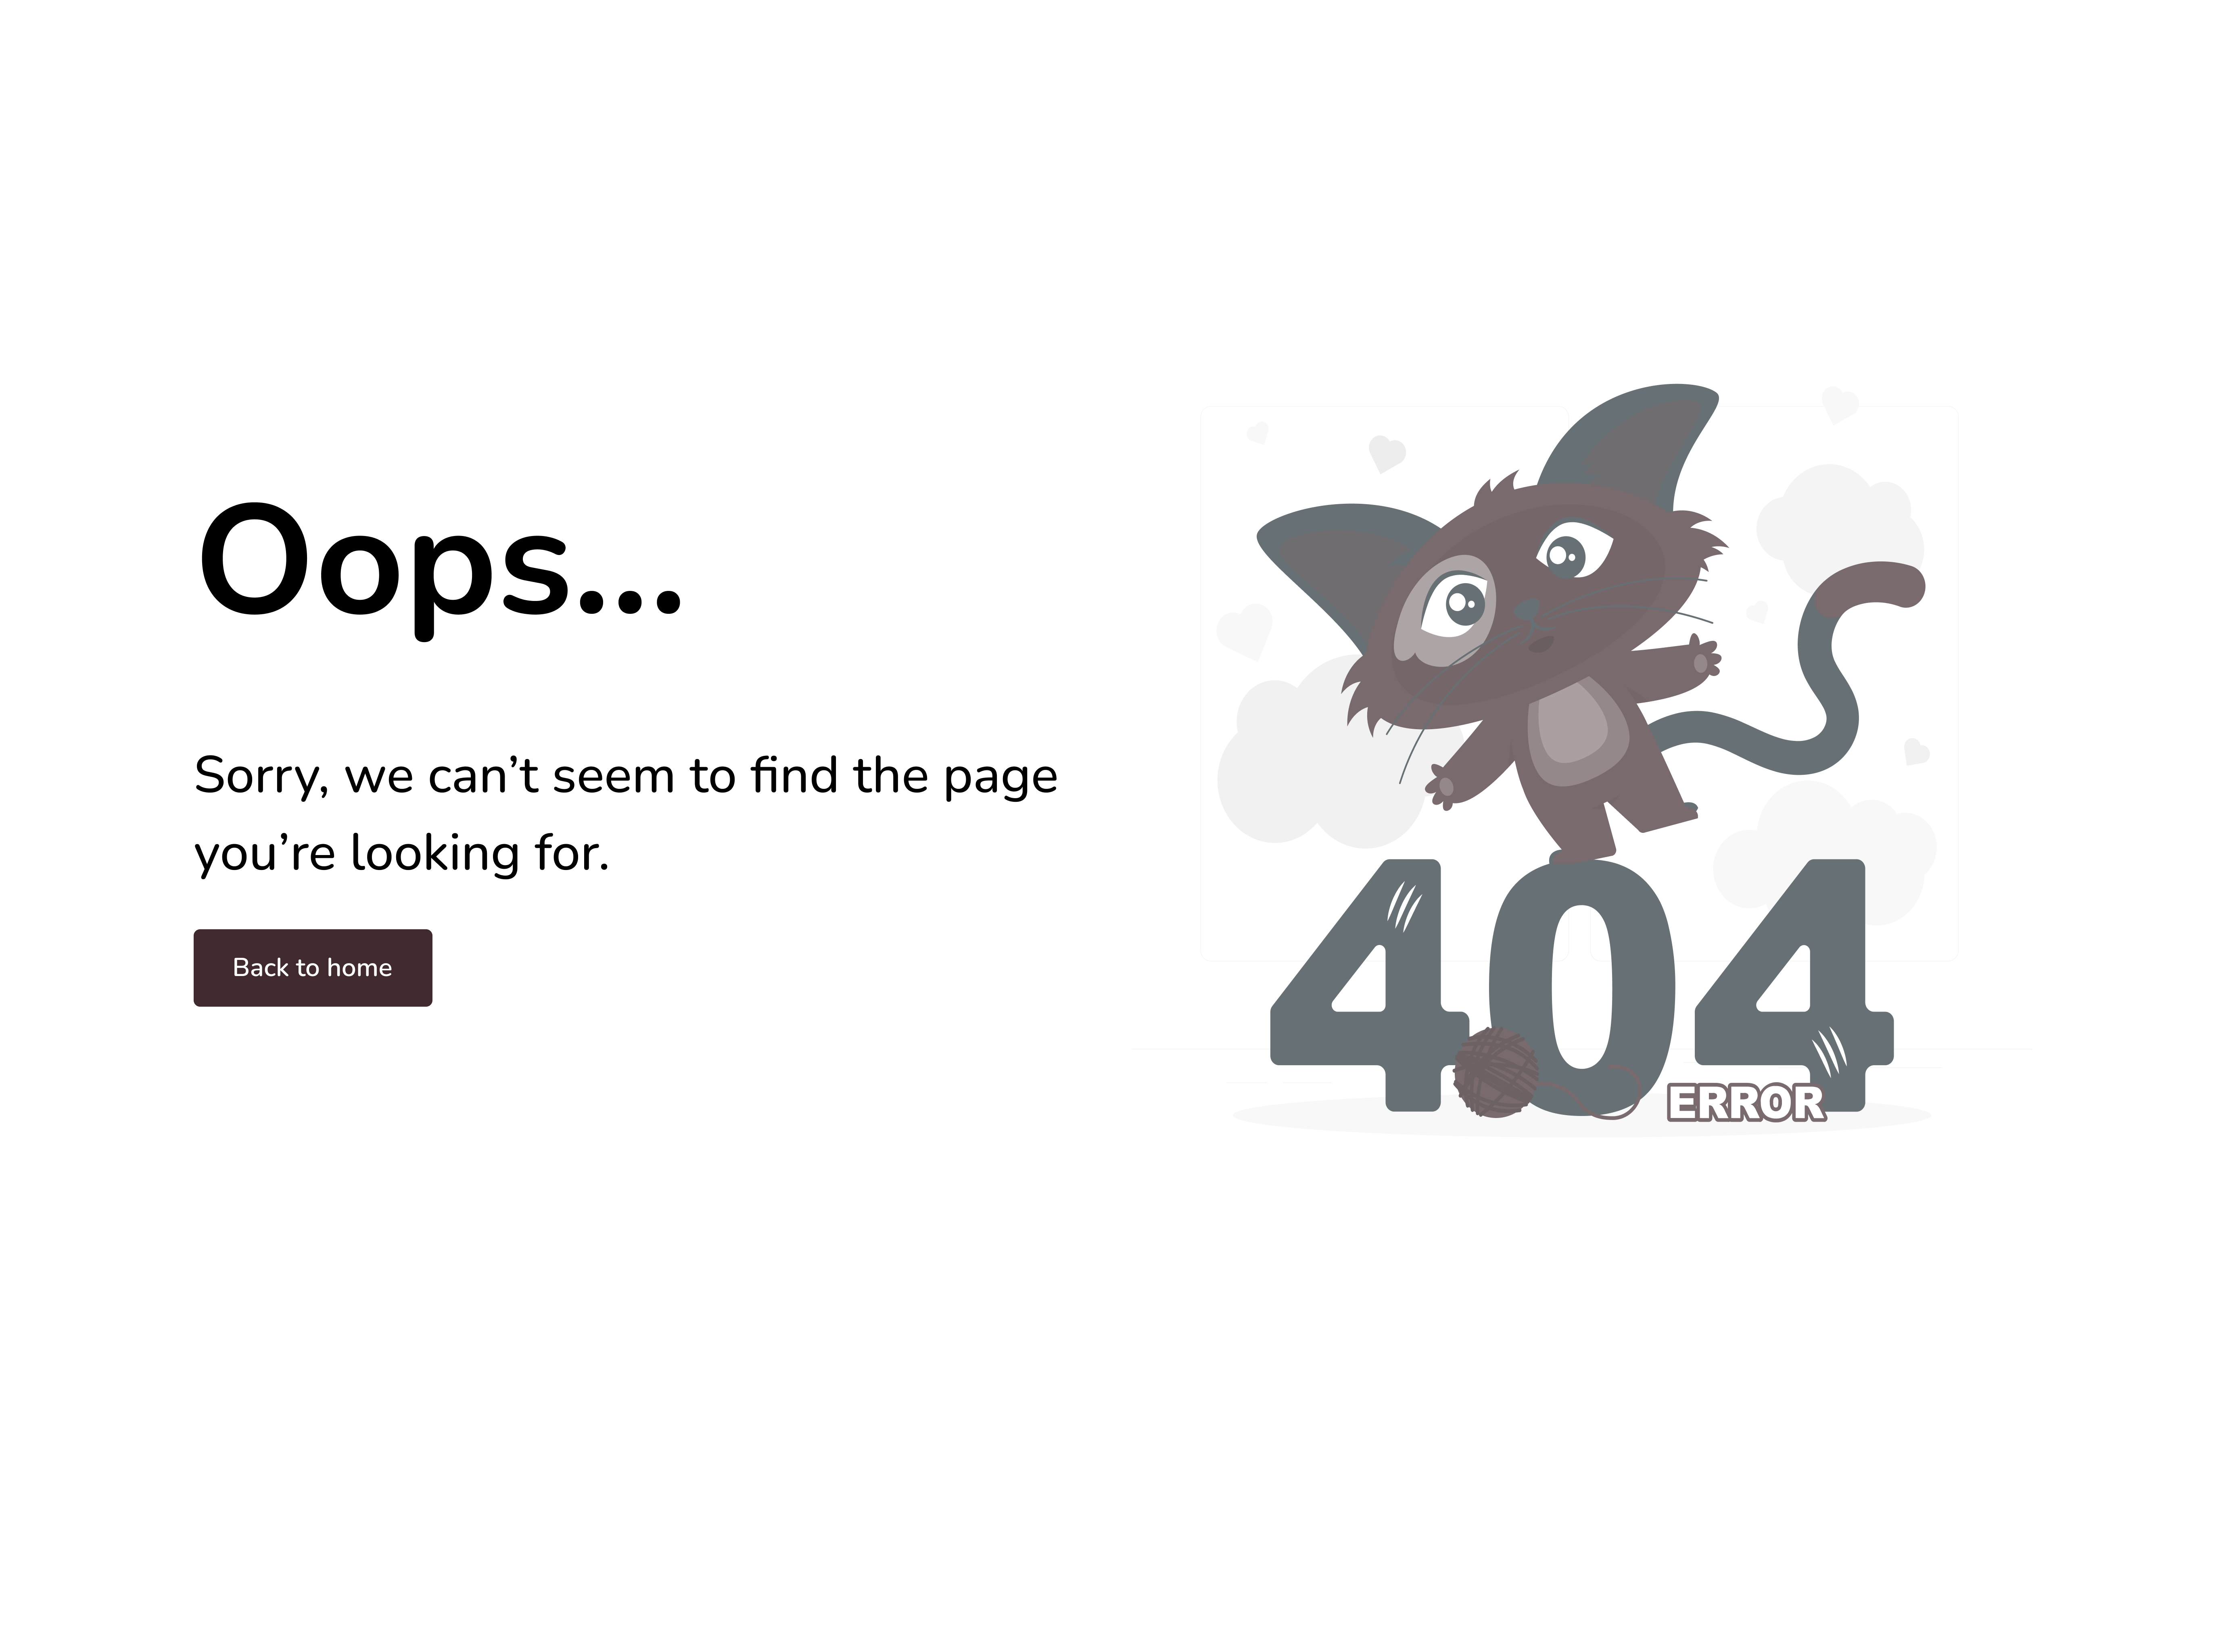 Oops...
Sorry, we can’t seem to find the page
you’re looking for.
Back to home
404
ERROR